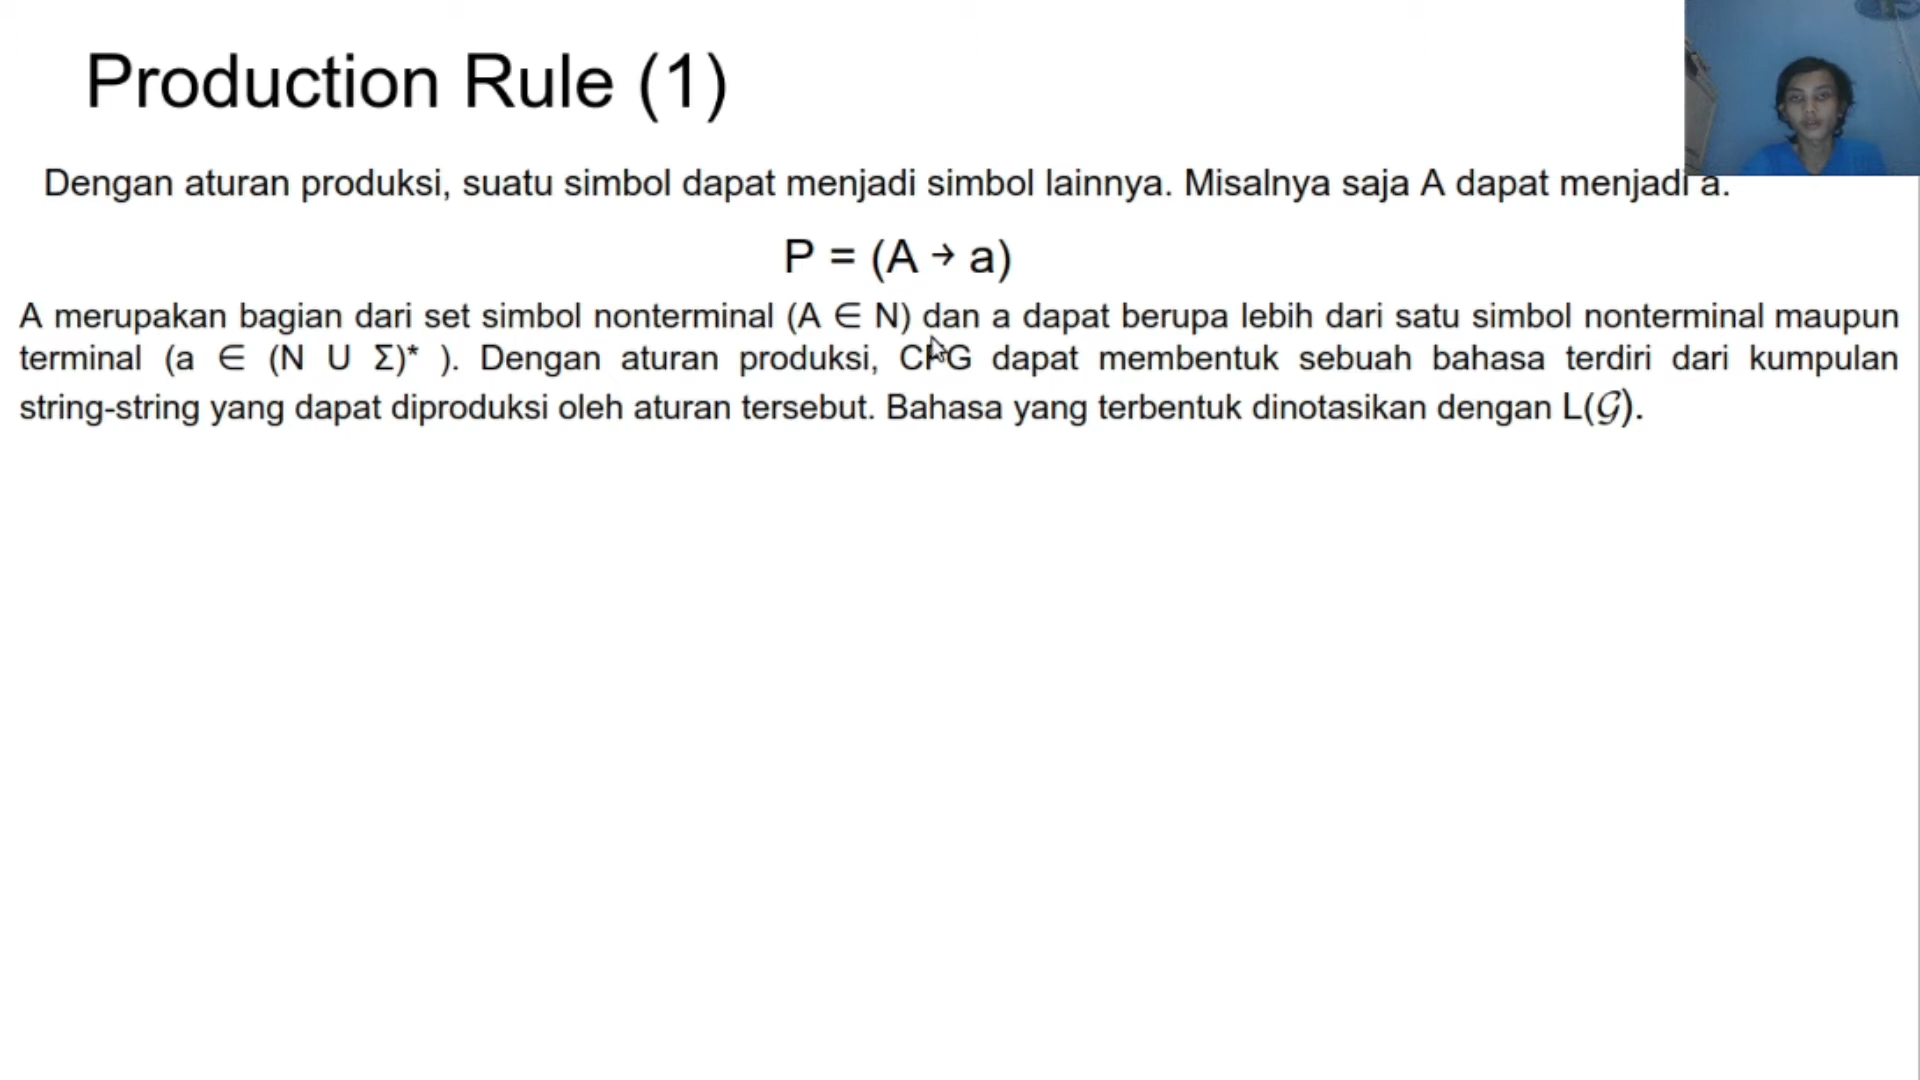 Production Rule (1)
Dengan aturan produksi, suatu simbol dapat menjadi simbol lainnya. Misalnya saja A dapat menjadi a.
P = (A → a)
A merupakan bagian dari set simbol nonterminal (A ∈ N) dan a dapat berupa lebih dari satu simbol nonterminal maupun
terminal (a ∈ (N U Σ)* ). Dengan aturan produksi, CFG dapat membentuk sebuah bahasa terdiri dari kumpulan
string-string yang dapat diproduksi oleh aturan tersebut. Bahasa yang terbentuk dinotasikan dengan L(𝒢).